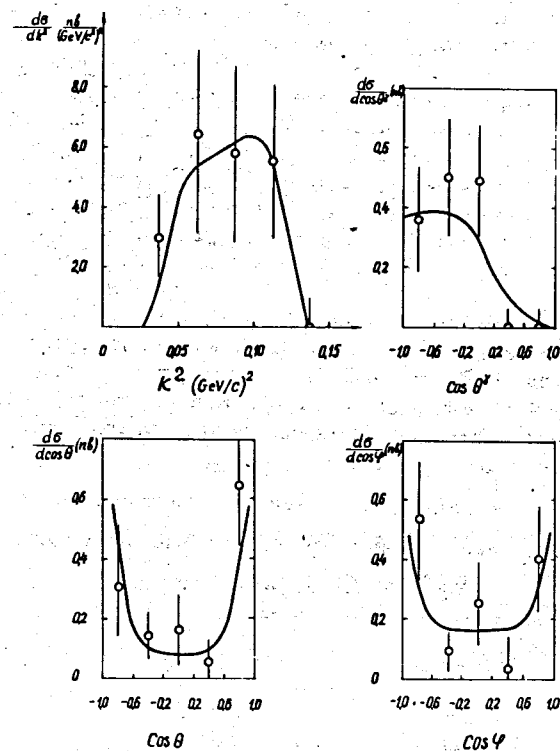 dσ/dk² nb/(GeV/c)²
8,0
6,0
4,0
2,0
0 0,05 0,10 0,15
K² (GeV/c)²
dσ/dcosθᵞ (nb)
0,6
0,4
0,2
-1,0 -0,6 -0,2 0,2 0,6 1,0
Cos θᵞ
dσ/dcosθ (nb)
0,6
0,2
0
-1,0 -0,6 -0,2 0,2 0,6 1,0
Cos θ
dσ/dcosφ (nb)
0,6
0,4
0,2
0
-1,0 -0,6 -0,2 0,2 0,6 1,0
Cos φ